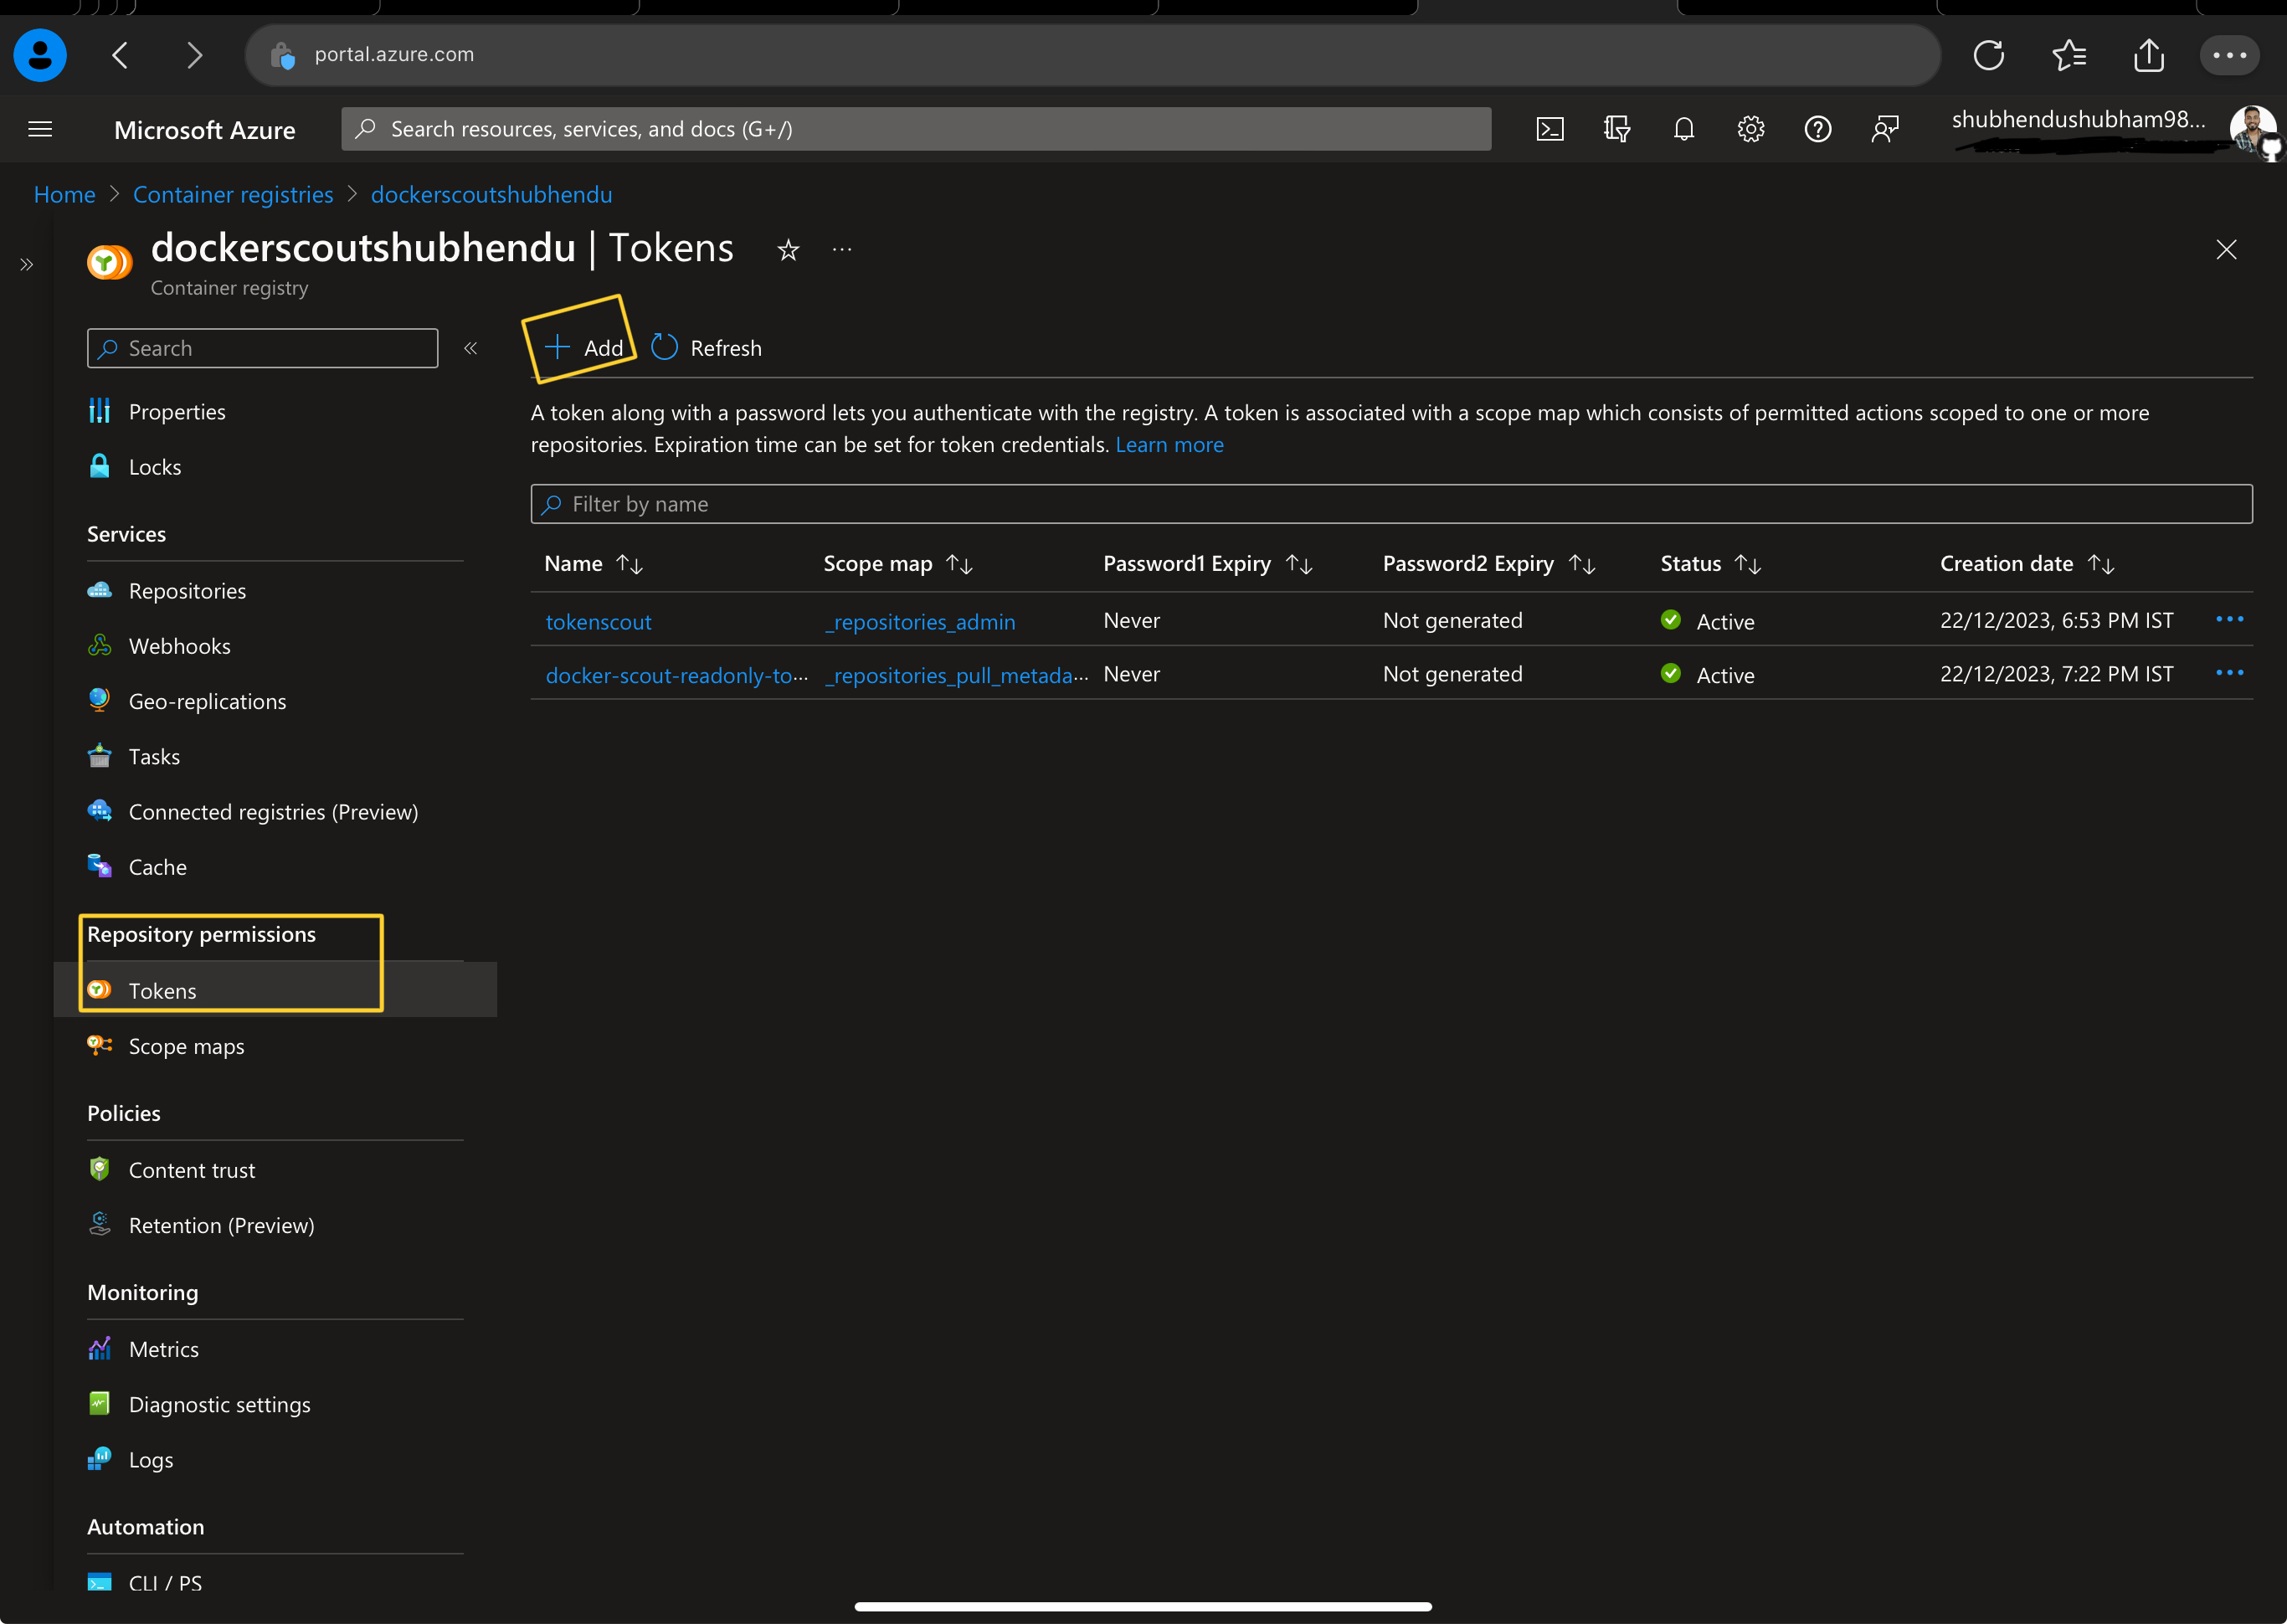 portal.azure.com
Microsoft Azure
Search resources, services, and docs (G+/)
shubhendushubham98...
Home > Container registries > dockerscoutshubhendu
dockerscoutshubhendu | Tokens
Container registry
Search
Properties
Locks
Services
Repositories
Webhooks
Geo-replications
Tasks
Connected registries (Preview)
Cache
Repository permissions
Tokens
Scope maps
Policies
Content trust
Retention (Preview)
Monitoring
Metrics
Diagnostic settings
Logs
Automation
CLI / PS
Add Refresh
A token along with a password lets you authenticate with the registry. A token is associated with a scope map which consists of permitted actions scoped to one or more
repositories. Expiration time can be set for token credentials. Learn more
Filter by name
Name Scope map Password1 Expiry Password2 Expiry Status Creation date
tokenscout _repositories_admin Never Not generated Active 22/12/2023, 6:53 PM IST
docker-scout-readonly-to... _repositories_pull_metada... Never Not generated Active 22/12/2023, 7:22 PM IST